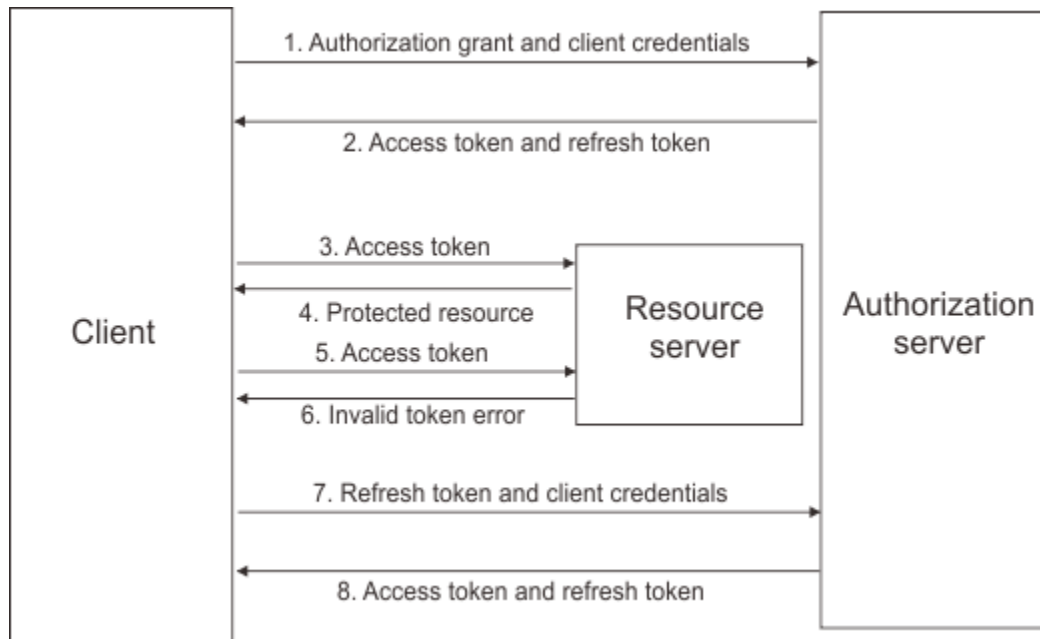 1. Authorization grant and client credentials
2. Access token and refresh token
3. Access token
4. Protected resource
5. Access token
6. Invalid token error
7. Refresh token and client credentials
8. Access token and refresh token
Client
Resource
server
Authorization
server